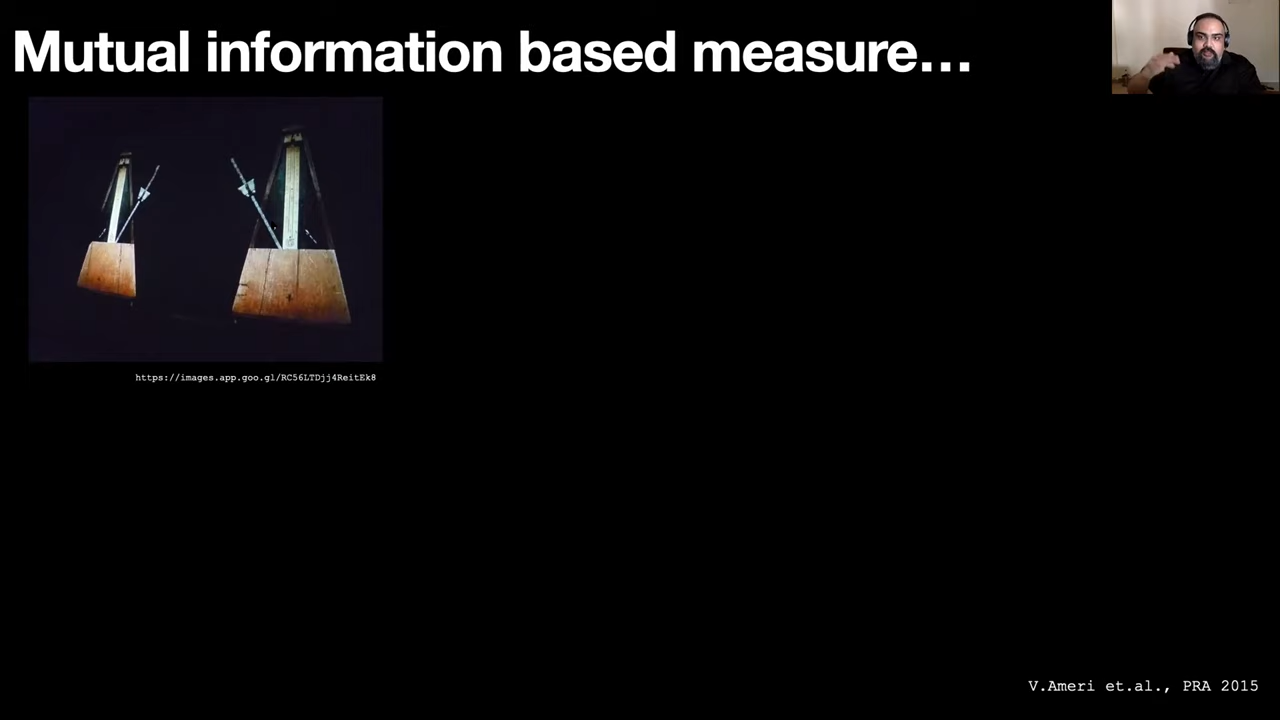 Mutual information based measure…
https://images.app.goo.gl/RC56LTDjj4ReitEk8
V.Ameri et.al., PRA 2015